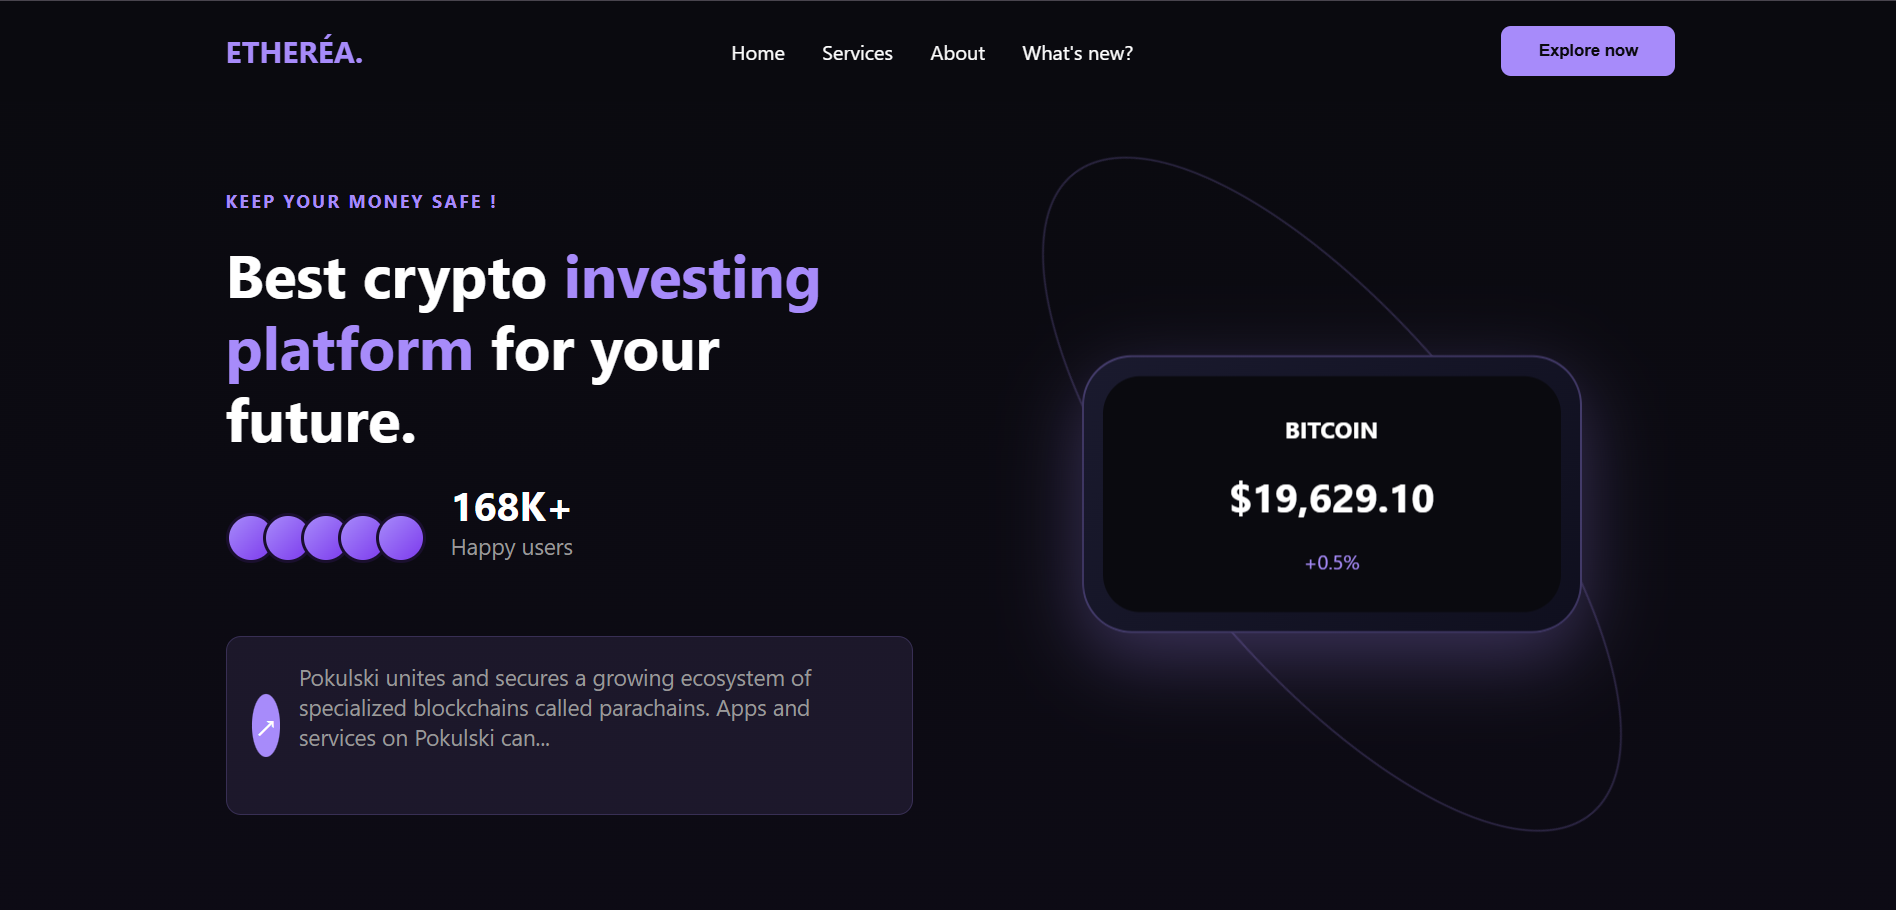 ETHERÉA.
Home Services About What's new?
Explore now
KEEP YOUR MONEY SAFE !
Best crypto investing
platform for your
future.
168K+
Happy users
Pokulski unites and secures a growing ecosystem of
specialized blockchains called parachains. Apps and
services on Pokulski can...
BITCOIN
$19,629.10
+0.5%